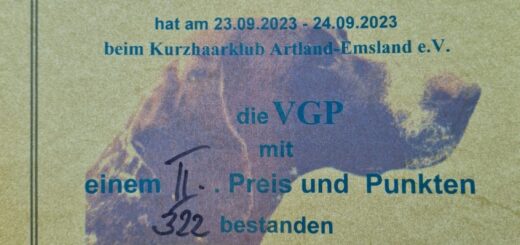 hat am 23.09.2023 - 24.09.2023
beim Kurzhaarklub Artland-Emsland e.V.
die VGP
mit
einem II. . Preis und Punkten
322 bestanden